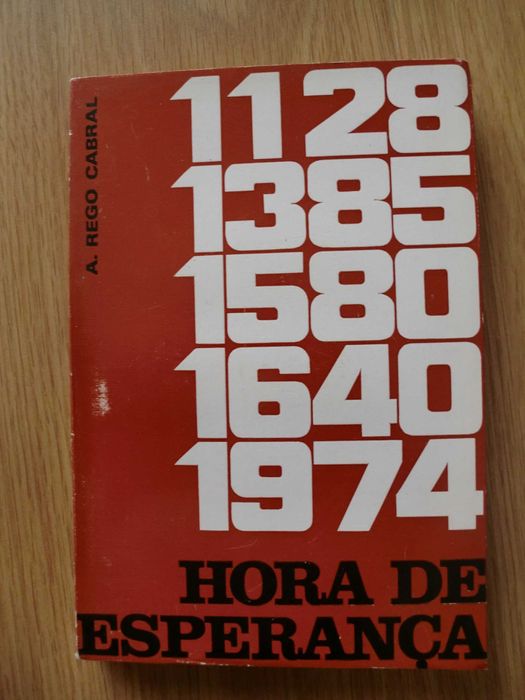 A. REGO CABRAL
1128
1385
1580
1640
1974
HORA DE
ESPERANÇA